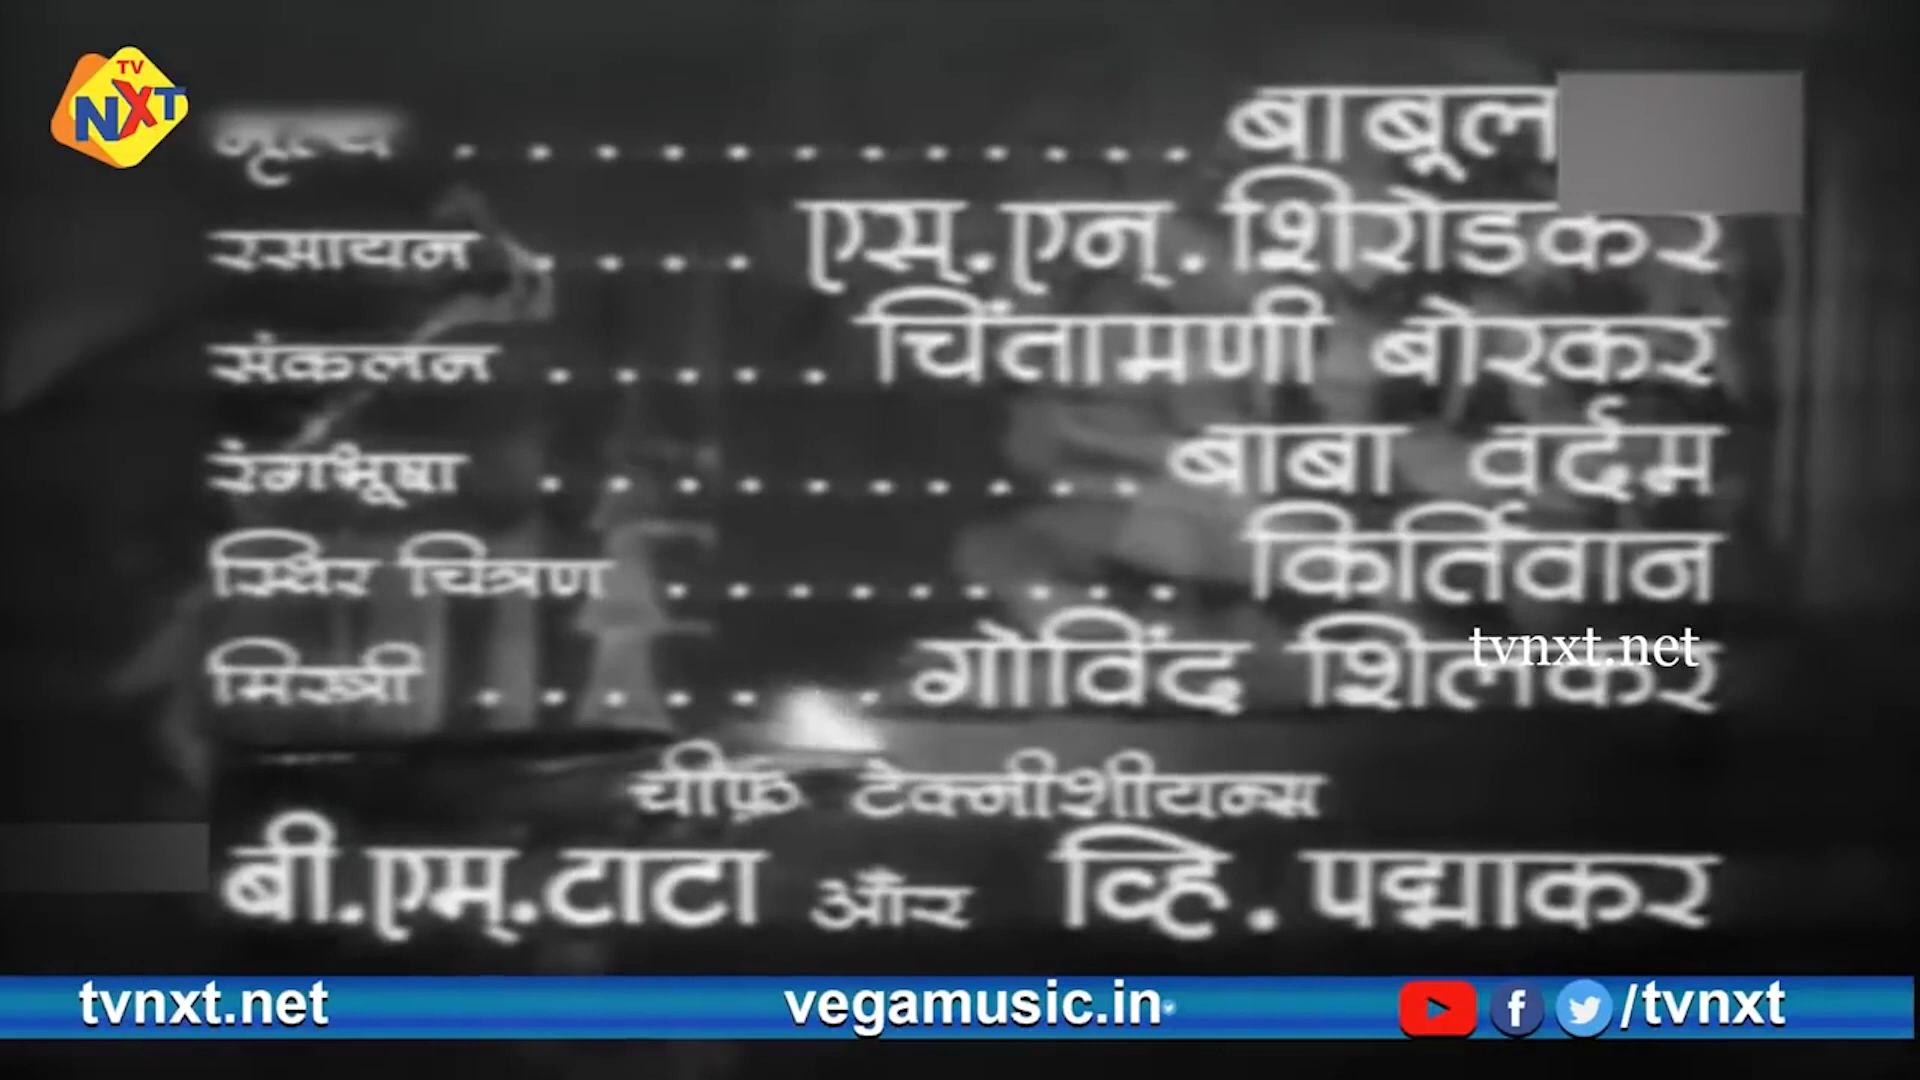 TV
NXT
नृत्य . . . . . . . . . . . . बाबूल
रसायन . . . . एस्.एन्.शिरोडकर
संकलन . . . . . चिंतामणी बोरकर
रंगभूषा . . . . . . . . . . बाबा वर्दम
स्थिर चित्रण . . . . . . . . . किर्तिवान
मिस्त्री . . . . . . . गोविंद शिलकर
tvnxt.net
चीफ़ टेक्नीशीयन्स
बी.एम्.टाटा और व्हि. पद्माकर
tvnxt.net vegamusic.in /tvnxt